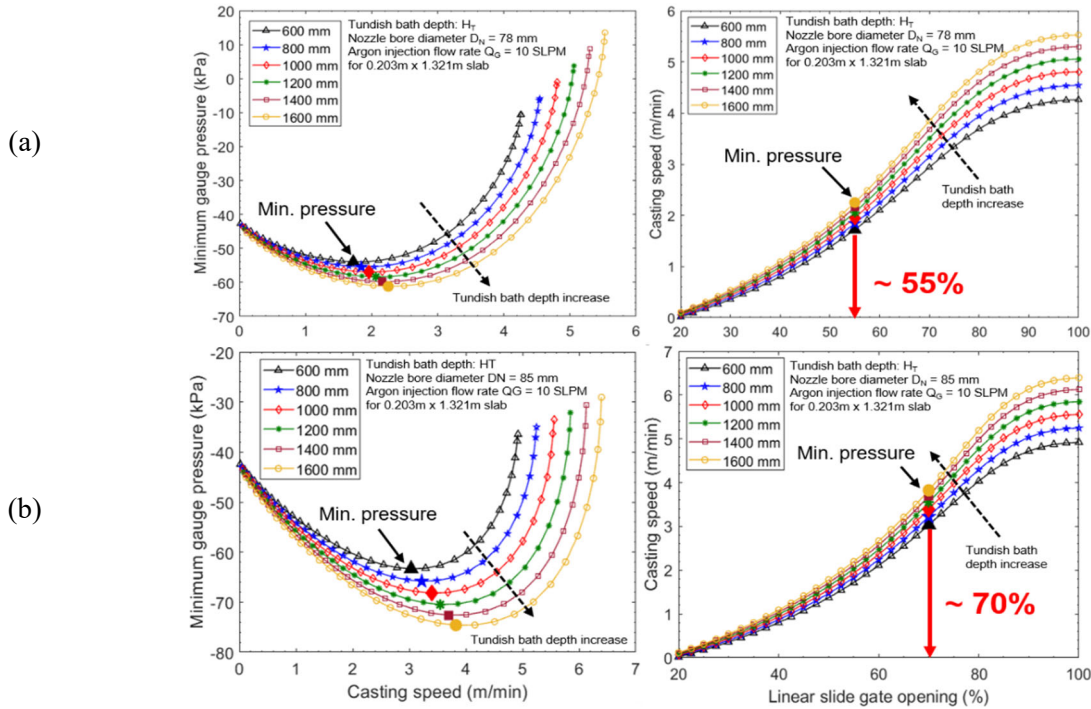 (a)
Minimum gauge pressure (kPa)
20
10
0
-10
-20
-30
-40
-50
-60
-70
600 mm
800 mm
1000 mm
1200 mm
1400 mm
1600 mm
Tundish bath depth: HT
Nozzle bore diameter DN = 78 mm
Argon injection flow rate QG = 10 SLPM
for 0.203m x 1.321m slab
Min. pressure
Tundish bath depth increase
0 1 2 3 4 5 6
Casting speed (m/min)
6
5
4
3
2
1
0
600 mm
800 mm
1000 mm
1200 mm
1400 mm
1600 mm
Tundish bath depth: HT
Nozzle bore diameter DN = 78 mm
Argon injection flow rate QG = 10 SLPM
for 0.203m x 1.321m slab
Min. pressure
Tundish bath
depth increase
~ 55%
20 30 40 50 60 70 80 90 100
(b)
Minimum gauge pressure (kPa)
-20
-30
-40
-50
-60
-70
-80
600 mm
800 mm
1000 mm
1200 mm
1400 mm
1600 mm
Tundish bath depth: HT
Nozzle bore diameter DN = 85 mm
Argon injection flow rate QG = 10 SLPM
for 0.203m x 1.321m slab
Min. pressure
Tundish bath depth increase
0 1 2 3 4 5 6 7
Casting speed (m/min)
Casting speed (m/min)
7
6
5
4
3
2
1
0
600 mm
800 mm
1000 mm
1200 mm
1400 mm
1600 mm
Tundish bath depth: HT
Nozzle bore diameter DN = 85 mm
Argon injection flow rate QG = 10 SLPM
for 0.203m x 1.321m slab
Min. pressure
Tundish bath
depth increase
~ 70%
20 30 40 50 60 70 80 90 100
Linear slide gate opening (%)